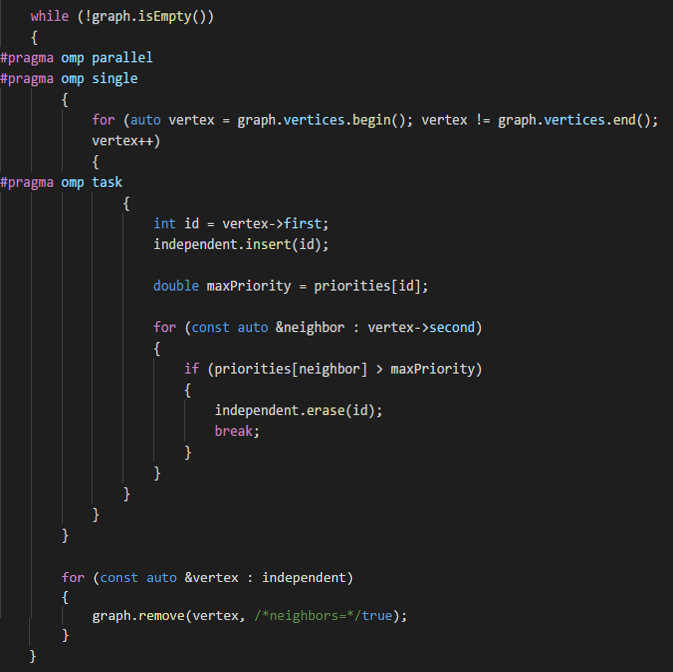 while (!graph.isEmpty())
{
#pragma omp parallel
#pragma omp single
{
for (auto vertex = graph.vertices.begin(); vertex != graph.vertices.end();
vertex++)
{
#pragma omp task
{
int id = vertex->first;
independent.insert(id);
double maxPriority = priorities[id];
for (const auto &neighbor : vertex->second)
{
if (priorities[neighbor] > maxPriority)
{
independent.erase(id);
break;
}
}
}
}
}
for (const auto &vertex : independent)
{
graph.remove(vertex, /*neighbors=*/true);
}
}